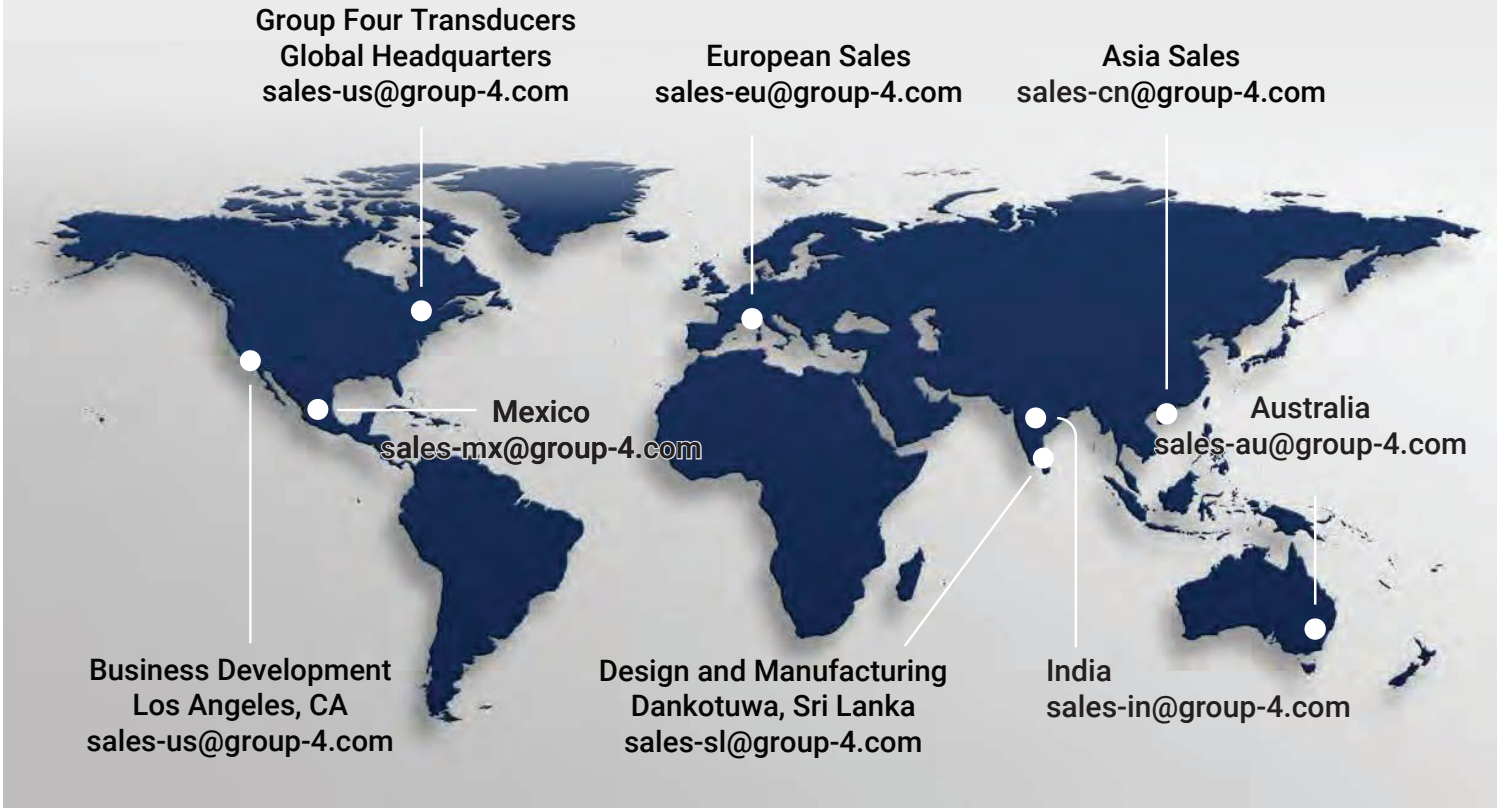 Group Four Transducers
Global Headquarters
sales-us@group-4.com
European Sales
sales-eu@group-4.com
Asia Sales
sales-cn@group-4.com
Mexico
sales-mx@group-4.com
Australia
sales-au@group-4.com
Business Development
Los Angeles, CA
sales-us@group-4.com
Design and Manufacturing
Dankotuwa, Sri Lanka
sales-sl@group-4.com
India
sales-in@group-4.com